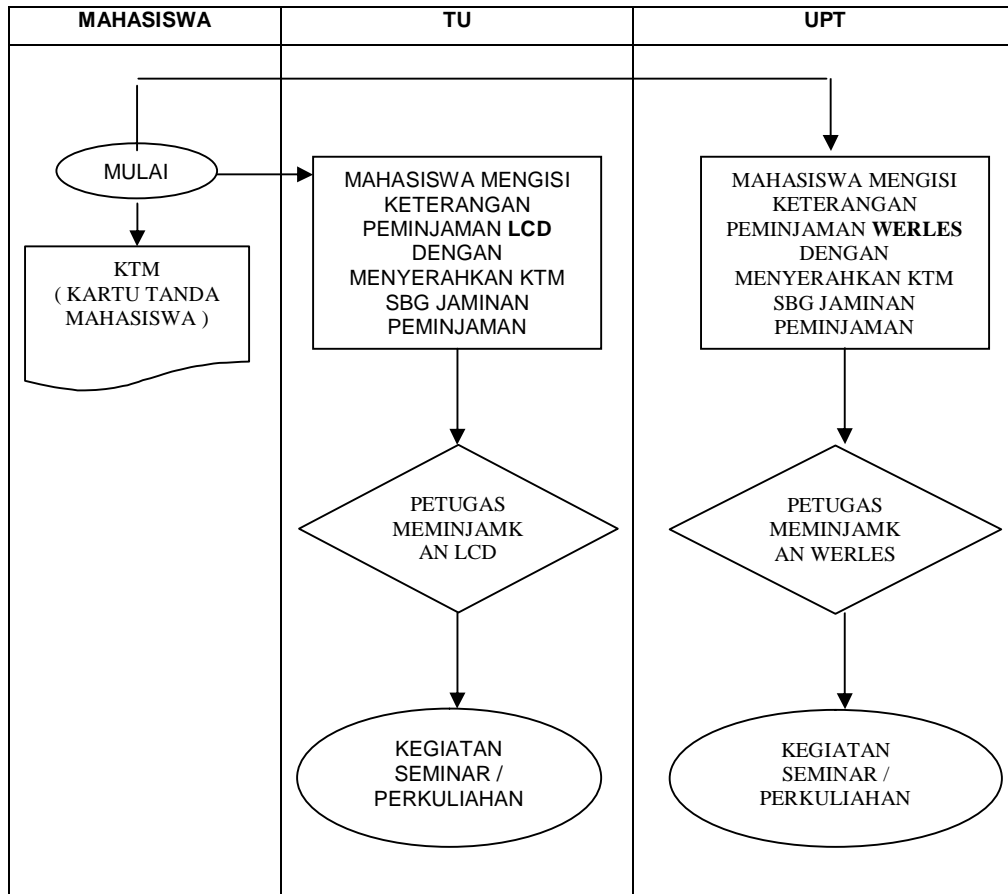 MAHASISWA
TU
UPT
MULAI
KTM
( KARTU TANDA
MAHASISWA )
MAHASISWA MENGISI
KETERANGAN
PEMINJAMAN LCD
DENGAN
MENYERAHKAN KTM
SBG JAMINAN
PEMINJAMAN
PETUGAS
MEMINJAMK
AN LCD
KEGIATAN
SEMINAR /
PERKULIAHAN
MAHASISWA MENGISI
KETERANGAN
PEMINJAMAN WERLES
DENGAN
MENYERAHKAN KTM
SBG JAMINAN
PEMINJAMAN
PETUGAS
MEMINJAMK
AN WERLES
KEGIATAN
SEMINAR /
PERKULIAHAN